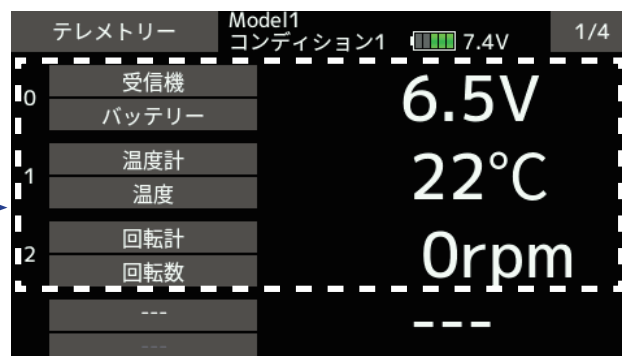 テレメトリー
Model1
コンディション1 7.4V
1/4
0
受信機
バッテリー
6.5V
1
温度計
温度
22°C
2
回転計
回転数
0rpm
---
---
---